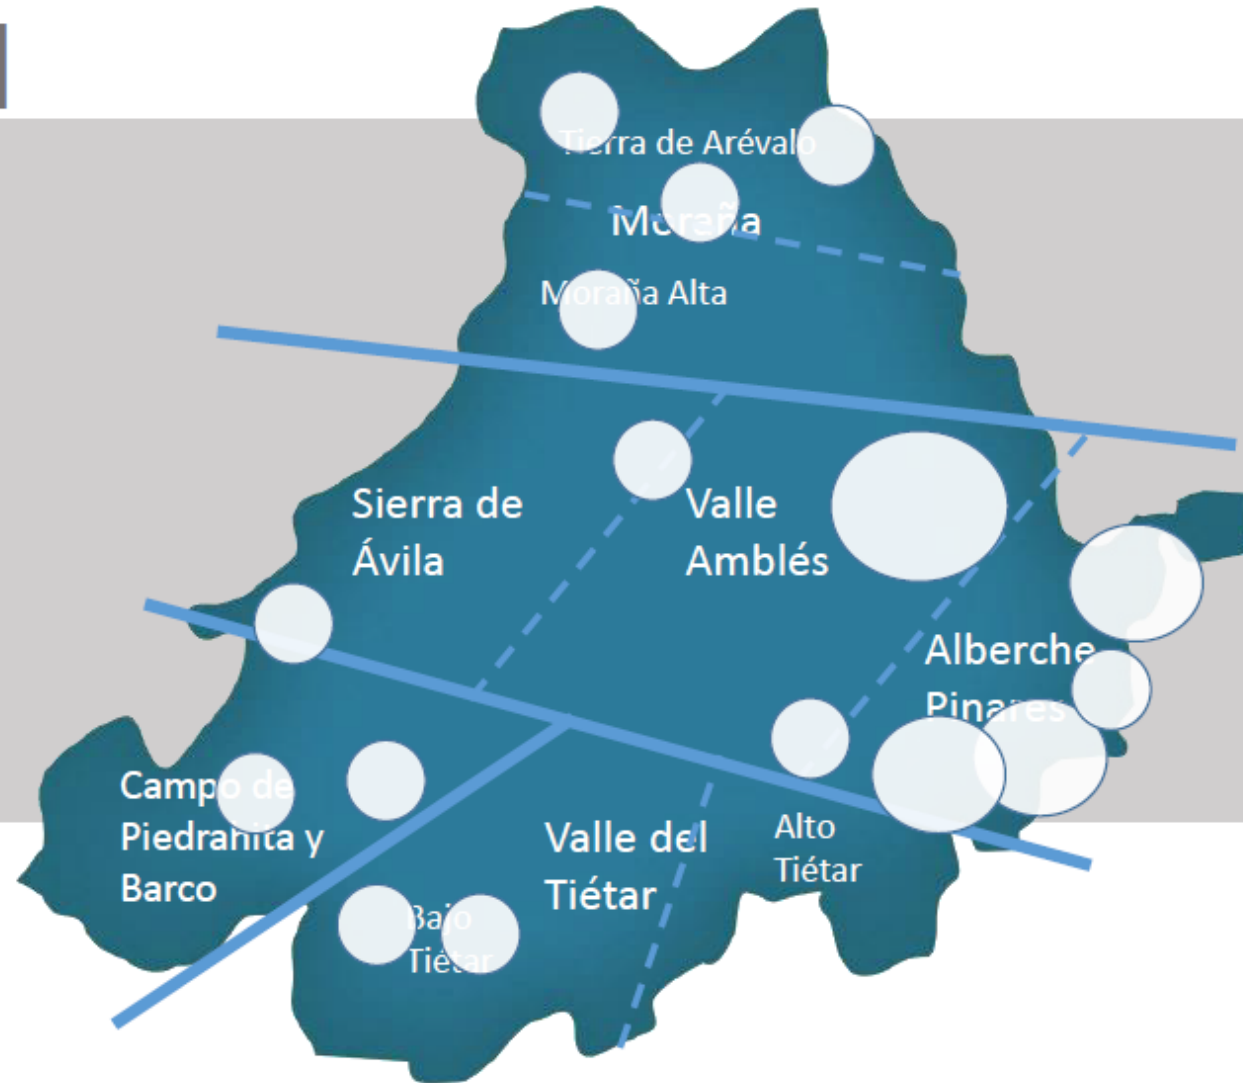 Tierra de Arévalo
Moraña
Moraña Alta
Sierra de
Ávila
Valle
Amblés
Alberche
Pinares
Campo de
Piedrahita y
Barco
Valle del
Tiétar
Alto
Tiétar
Bajo
Tiétar